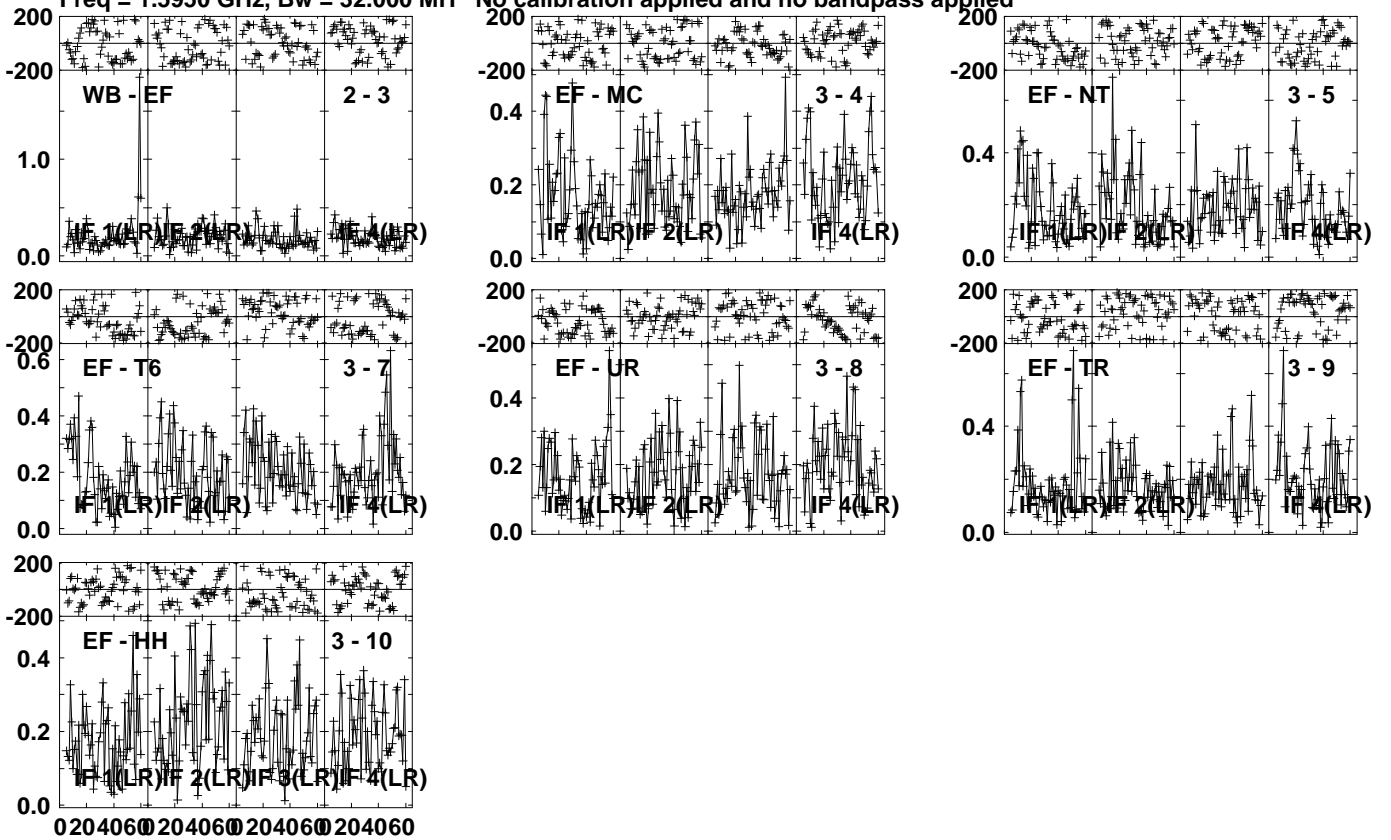 Freq = 1.5950 GHz, Bw = 32.000 MH No calibration applied and no bandpass applied
200
-200
WB - EF 2 - 3
1.0
0.0
IF 1(LR) IF 2(LR) IF 4(LR)
200
-200
EF - MC 3 - 4
0.4
0.2
0.0
IF 1(LR) IF 2(LR) IF 4(LR)
200
-200
EF - NT 3 - 5
0.4
0.0
IF 1(LR) IF 2(LR) IF 4(LR)
200
-200
0.6
EF - T6 3 - 7
0.4
0.2
0.0
IF 1(LR) IF 2(LR) IF 4(LR)
200
-200
EF - UR 3 - 8
0.4
0.2
0.0
IF 1(LR) IF 2(LR) IF 4(LR)
200
-200
EF - TR 3 - 9
0.4
0.0
IF 1(LR) IF 2(LR) IF 4(LR)
200
-200
EF - HH 3 - 10
0.4
0.2
0.0
IF 1(LR) IF 2(LR) IF 3(LR) IF 4(LR)
0 20 40 60 0 20 40 60 0 20 40 60 0 20 40 60